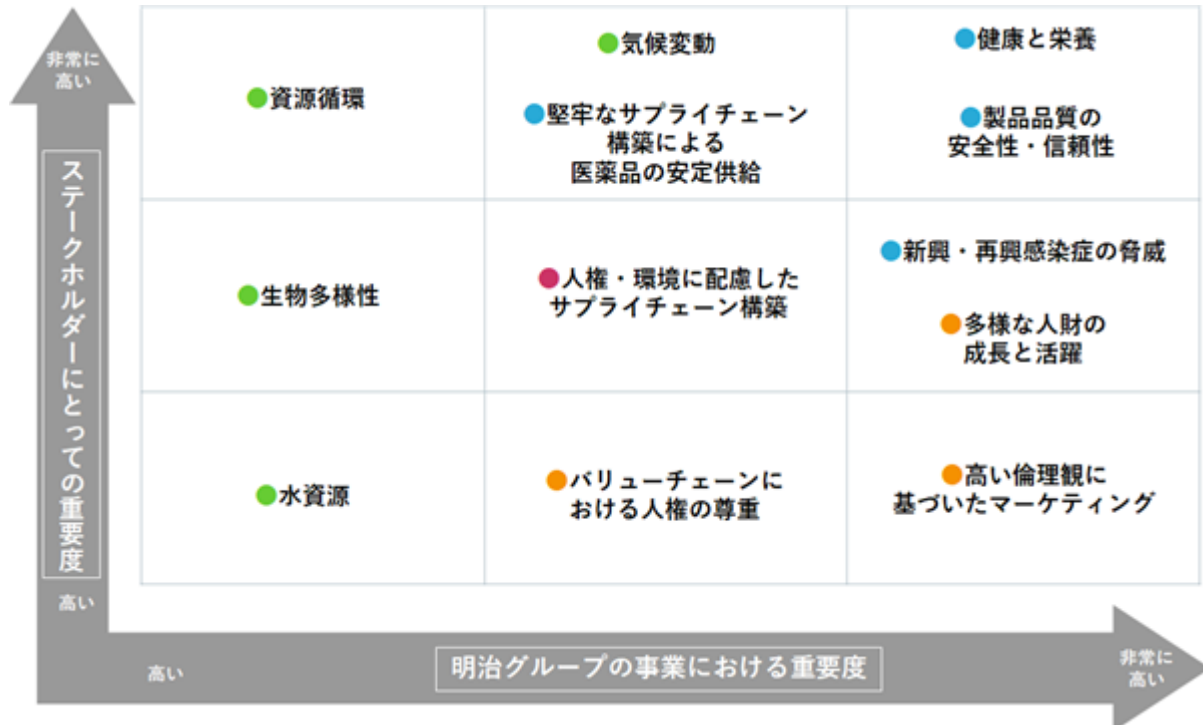 非常に
高い
ステークホルダーにとっての重要度
高い
資源循環
気候変動
堅牢なサプライチェーン
構築による
医薬品の安定供給
健康と栄養
製品品質の
安全性・信頼性
生物多様性
人権・環境に配慮した
サプライチェーン構築
新興・再興感染症の脅威
多様な人財の
成長と活躍
水資源
バリューチェーンに
おける人権の尊重
高い倫理観に
基づいたマーケティング
高い
明治グループの事業における重要度
非常に
高い